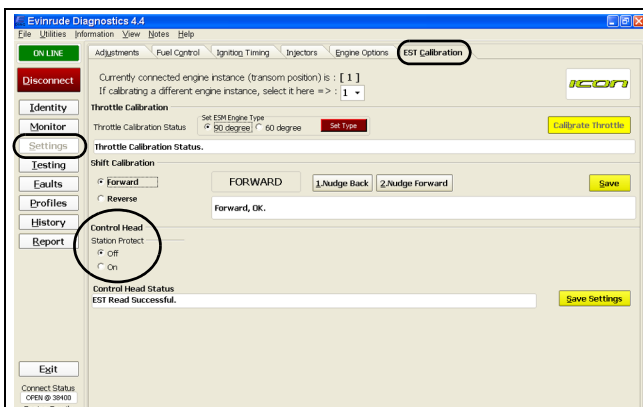 Evinrude Diagnostics 4.4
File Utilities Information View Notes Help
ON LINE
Disconnect
Identity
Monitor
Settings
Testing
Faults
Profiles
History
Report
Exit
Connect Status
OPEN @ 38400
Adjustments Fuel Control Ignition Timing Injectors Engine Options EST Calibration
Currently connected engine instance (transom position) is : [ 1 ]
If calibrating a different engine instance, select it here = > : 1
ICON
Throttle Calibration
Throttle Calibration Status
Set ESM Engine Type
90 degree 60 degree
Set Type
Calibrate Throttle
Throttle Calibration Status.
Shift Calibration
Forward
Reverse
FORWARD
1.Nudge Back
2.Nudge Forward
Save
Forward, OK.
Control Head
Station Protect
Off
On
Control Head Status
EST Read Successful.
Save Settings